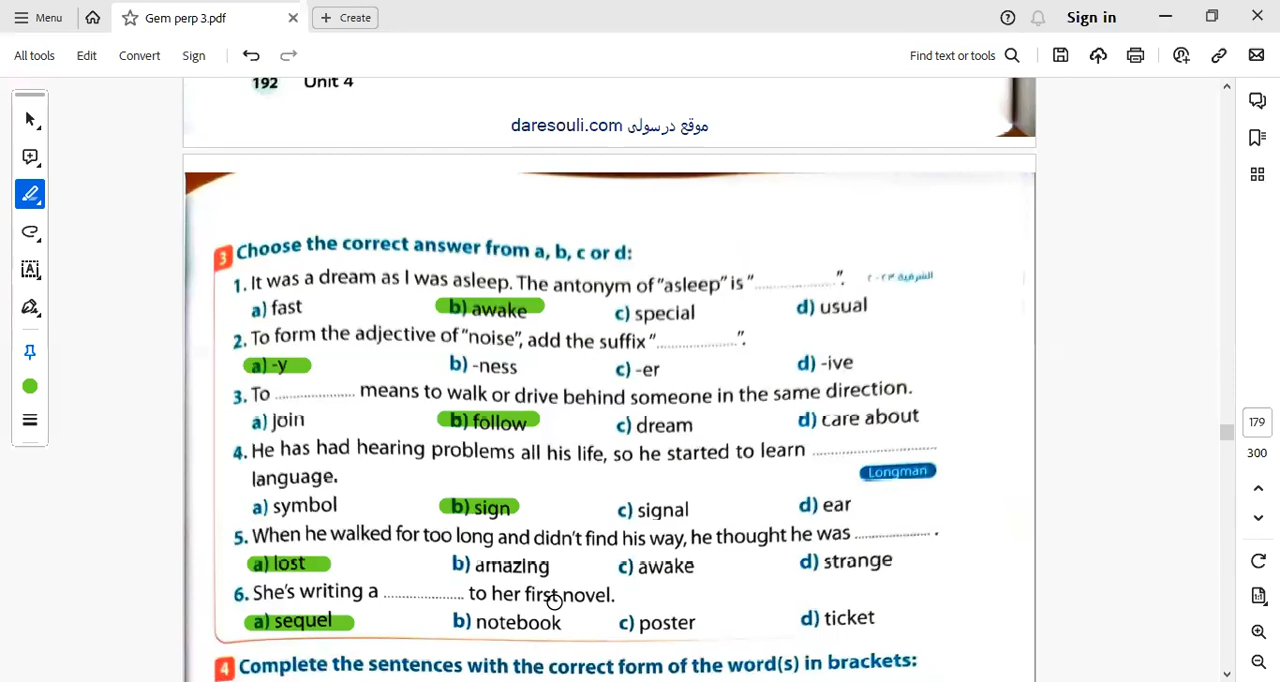 Menu
Gem perp 3.pdf
Create
Sign in
All tools
Edit
Convert
Sign
Find text or tools
192 Unit 4
daresouli.com موقع درسولى
3 Choose the correct answer from a, b, c or d:
1. It was a dream as I was asleep. The antonym of "asleep" is "..............".
a) fast b) awake c) special d) usual
2. To form the adjective of "noise", add the suffix "..............".
a) -y b) -ness c) -er d) -ive
3. To .............. means to walk or drive behind someone in the same direction.
a) join b) follow c) dream d) care about
4. He has had hearing problems all his life, so he started to learn ..............
language. Longman
a) symbol b) sign c) signal d) ear
5. When he walked for too long and didn't find his way, he thought he was .............. .
a) lost b) amazing c) awake d) strange
6. She's writing a .............. to her first novel.
a) sequel b) notebook c) poster d) ticket
4 Complete the sentences with the correct form of the word(s) in brackets:
179
300